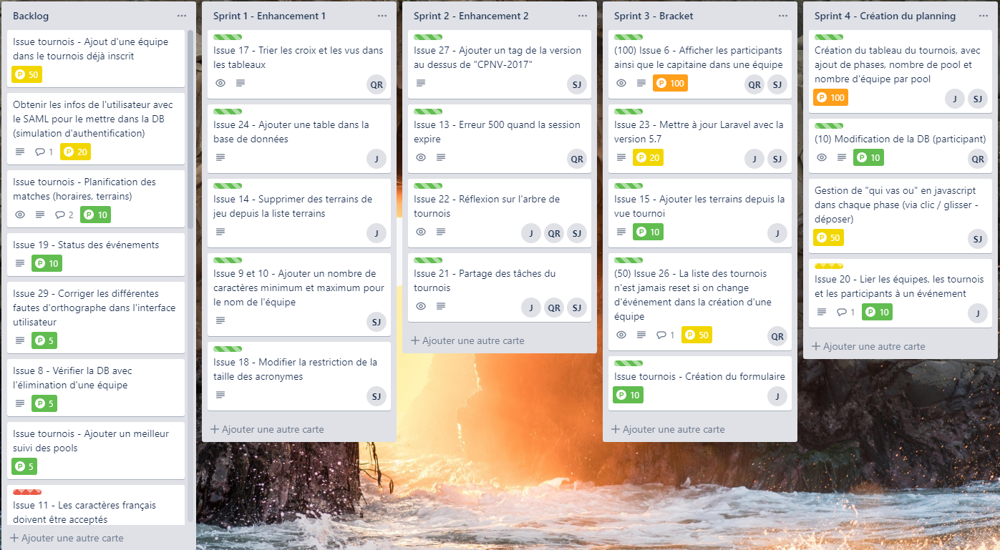 Backlog
Issue tournois - Ajout d'une équipe
dans le tournois déjà inscrit
P 50
Obtenir les infos de l'utilisateur avec
le SAML pour le mettre dans la DB
(simulation d'authentification)
1 P 20
Issue tournois - Planification des
matches (horaires, terrains)
2 P 10
Issue 19 - Status des événements
P 10
Issue 29 - Corriger les différentes
fautes d'orthographe dans l'interface
utilisateur
P 5
Issue 8 - Vérifier la DB avec
l'élimination d'une équipe
P 5
Issue tournois - Ajouter un meilleur
suivi des pools
P 5
Issue 11 - Les caractères français
doivent être acceptés
+ Ajouter une autre carte
Sprint 1 - Enhancement 1
Issue 17 - Trier les croix et les vus dans
les tableaux
QR
Issue 24 - Ajouter une table dans la
base de données
J
Issue 14 - Supprimer des terrains de
jeu depuis la liste terrains
J
Issue 9 et 10 - Ajouter un nombre de
caractères minimum et maximum pour
le nom de l'équipe
SJ
Issue 18 - Modifier la restriction de la
taille des acronymes
SJ
+ Ajouter une autre carte
Sprint 2 - Enhancement 2
Issue 27 - Ajouter un tag de la version
au dessus de "CPNV-2017"
SJ
Issue 13 - Erreur 500 quand la session
expire
QR
Issue 22 - Réflexion sur l'arbre de
tournois
J QR SJ
Issue 21 - Partage des tâches du
tournois
J QR SJ
+ Ajouter une autre carte
Sprint 3 - Bracket
(100) Issue 6 - Afficher les participants
ainsi que le capitaine dans une équipe
P 100 QR SJ
Issue 23 - Mettre à jour Laravel avec la
version 5.7
P 20 J SJ
Issue 15 - Ajouter les terrains depuis la
vue tournoi
P 10 J
(50) Issue 26 - La liste des tournois
n'est jamais reset si on change
d'événement dans la création d'une
équipe
1 P 50 QR
Issue tournois - Création du formulaire
P 10 J
+ Ajouter une autre carte
Sprint 4 - Création du planning
Création du tableau du tournois, avec
ajout de phases, nombre de pool et
nombre d'équipe par pool
P 100 J SJ
(10) Modification de la DB (participant)
P 10 QR
Gestion de "qui vas ou" en javascript
dans chaque phase (via clic / glisser -
déposer)
P 50 SJ
Issue 20 - Lier les équipes, les tournois
et les participants à un événement
1 P 10 J
+ Ajouter une autre carte